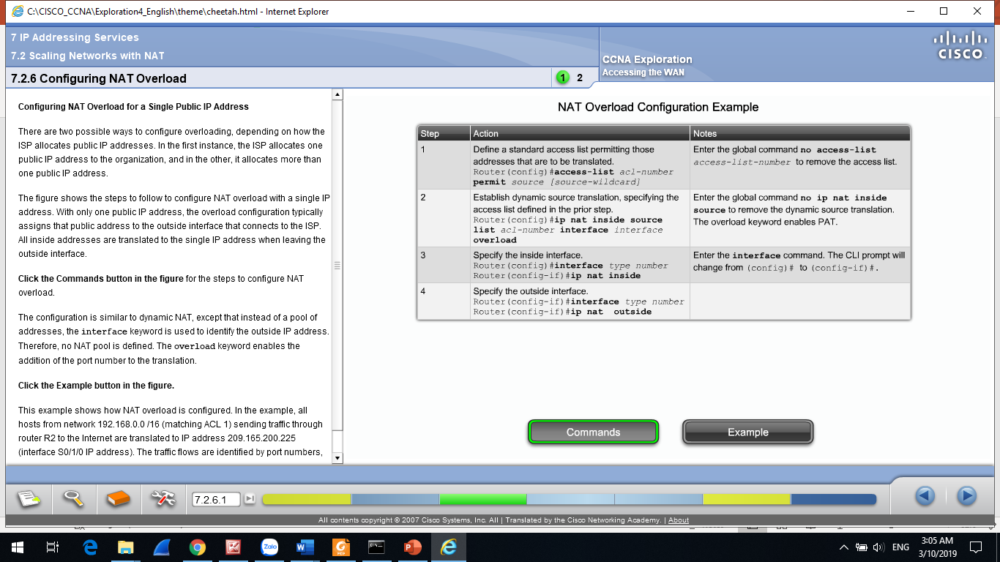 C:\CISCO_CCNA\Exploration4_English\theme\cheetah.html - Internet Explorer
7 IP Addressing Services
7.2 Scaling Networks with NAT
7.2.6 Configuring NAT Overload
1 2
CCNA Exploration
Accessing the WAN
CISCO
Configuring NAT Overload for a Single Public IP Address
There are two possible ways to configure overloading, depending on how the
ISP allocates public IP addresses. In the first instance, the ISP allocates one
public IP address to the organization, and in the other, it allocates more than
one public IP address.
The figure shows the steps to follow to configure NAT overload with a single IP
address. With only one public IP address, the overload configuration typically
assigns that public address to the outside interface that connects to the ISP.
All inside addresses are translated to the single IP address when leaving the
outside interface.
Click the Commands button in the figure for the steps to configure NAT
overload.
The configuration is similar to dynamic NAT, except that instead of a pool of
addresses, the interface keyword is used to identify the outside IP address.
Therefore, no NAT pool is defined. The overload keyword enables the
addition of the port number to the translation.
Click the Example button in the figure.
This example shows how NAT overload is configured. In the example, all
hosts from network 192.168.0.0 /16 (matching ACL 1) sending traffic through
router R2 to the Internet are translated to IP address 209.165.200.225
(interface S0/1/0 IP address). The traffic flows are identified by port numbers,
NAT Overload Configuration Example
Step Action Notes
1
Define a standard access list permitting those
addresses that are to be translated.
Router(config)#access-list acl-number
permit source [source-wildcard]
Enter the global command no access-list
access-list-number to remove the access list.
2
Establish dynamic source translation, specifying the
access list defined in the prior step.
Router(config)#ip nat inside source
list acl-number interface interface
overload
Enter the global command no ip nat inside
source to remove the dynamic source translation.
The overload keyword enables PAT.
3
Specify the inside interface.
Router(config)#interface type number
Router(config-if)#ip nat inside
Enter the interface command. The CLI prompt will
change from (config)# to (config-if)#.
4
Specify the outside interface.
Router(config-if)#interface type number
Router(config-if)#ip nat outside
Commands
Example
7.2.6.1
All contents copyright © 2007 Cisco Systems, Inc. All | Translated by the Cisco Networking Academy. | About
Zalo
PDF
ENG
3:05 AM
3/10/2019